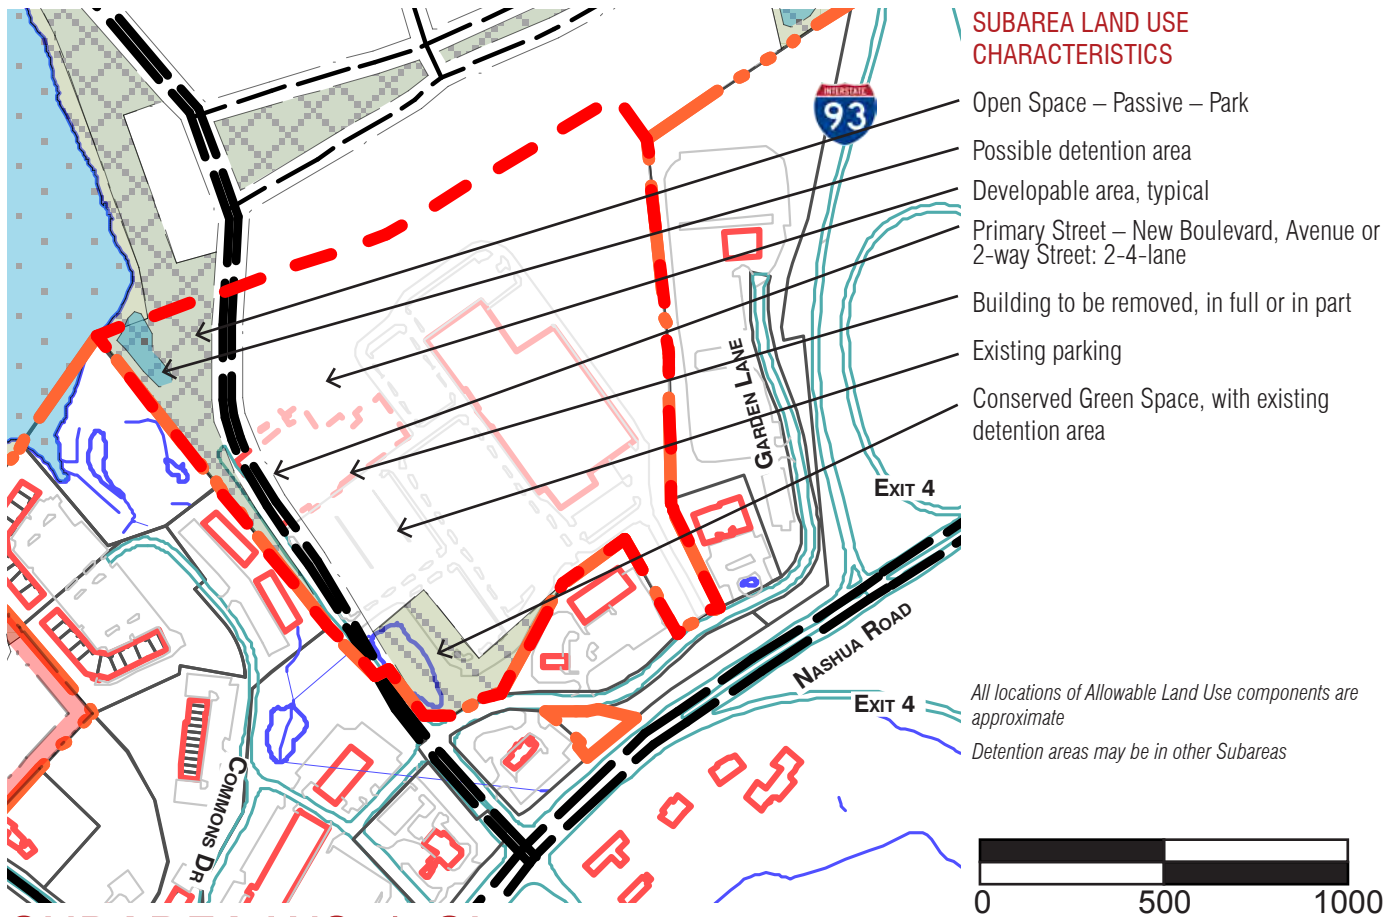 SUBAREA LAND USE
CHARACTERISTICS
Open Space – Passive – Park
Possible detention area
Developable area, typical
Primary Street – New Boulevard, Avenue or
2-way Street: 2-4-lane
Building to be removed, in full or in part
Existing parking
Conserved Green Space, with existing
detention area
INTERSTATE
93
GARDEN LANE
EXIT 4
NASHUA ROAD
EXIT 4
COMMONS DR
All locations of Allowable Land Use components are
approximate
Detention areas may be in other Subareas
0 500 1000